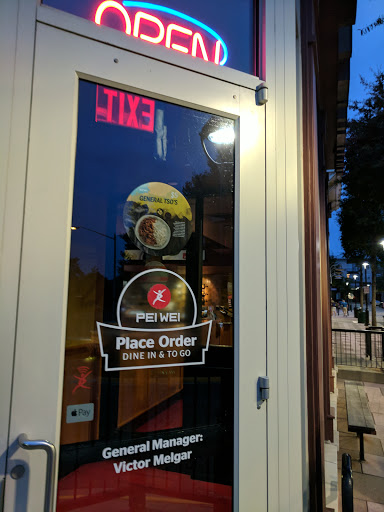 OPEN
EXIT
GENERAL TSO'S
PEI WEI
Place Order
DINE IN & TO GO
Pay
General Manager:
Victor Melgar